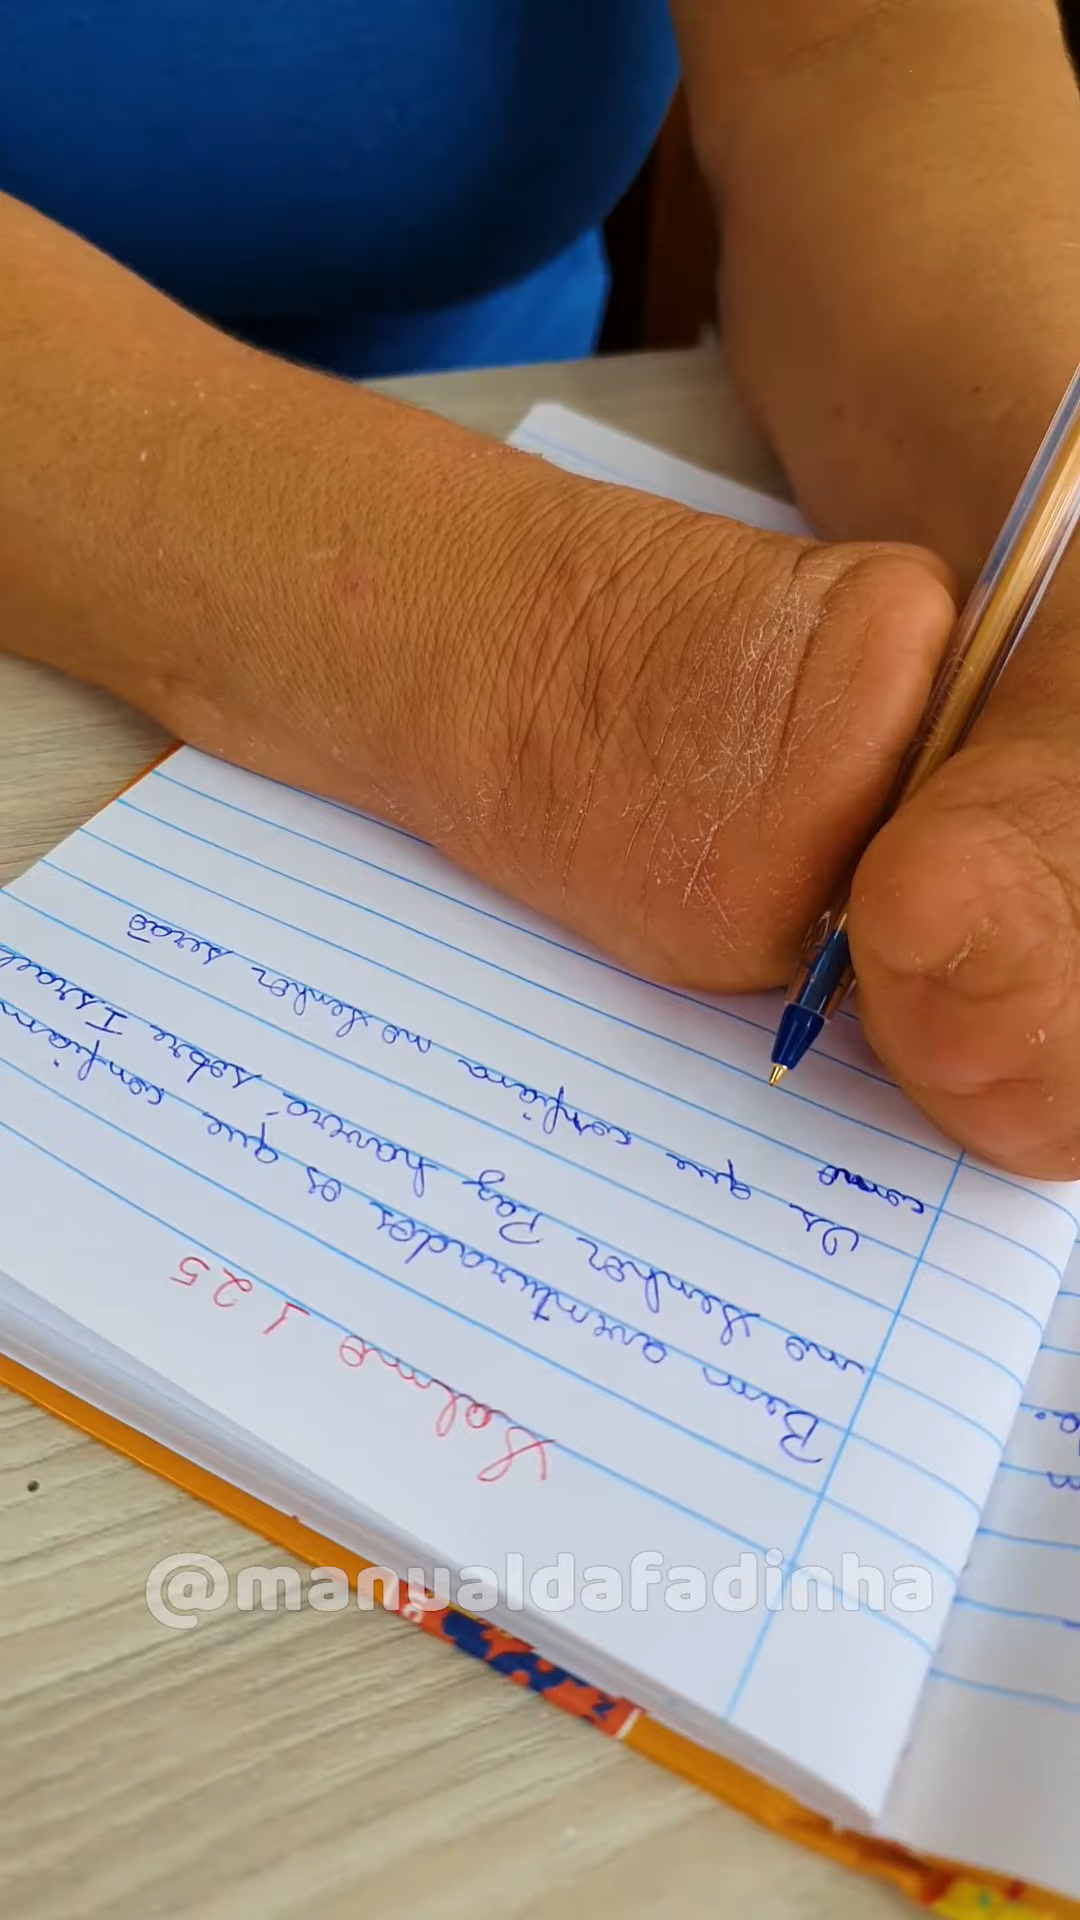 Salmo 125
Bem aventurados os que confiam
no Senhor Paz haverá sobre Israel
Os que confiam no Senhor serão
como
@manualdafadinha